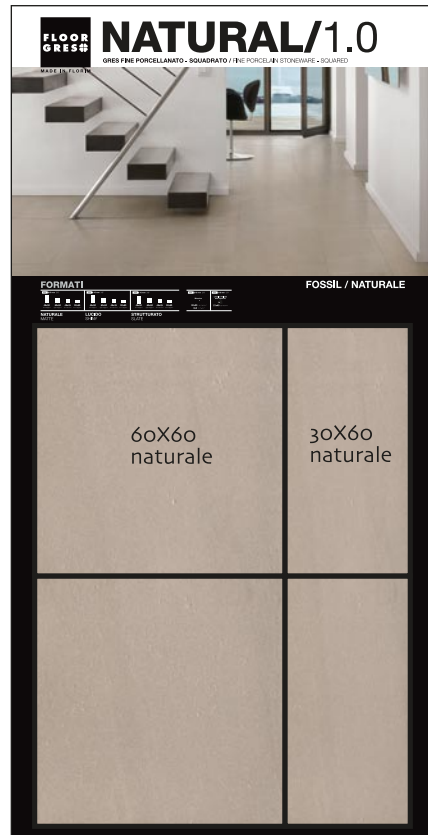 FLOOR
GRES
MADE IN FLORIM
NATURAL/1.0
GRES FINE PORCELLANATO - SQUADRATO / FINE PORCELAIN STONEWARE - SQUARED
FORMATI
FOSSIL / NATURALE
NATURALE
MATTE
LUCIDO
SHINY
STRUTTURATO
SLATE
60X60
naturale
30X60
naturale